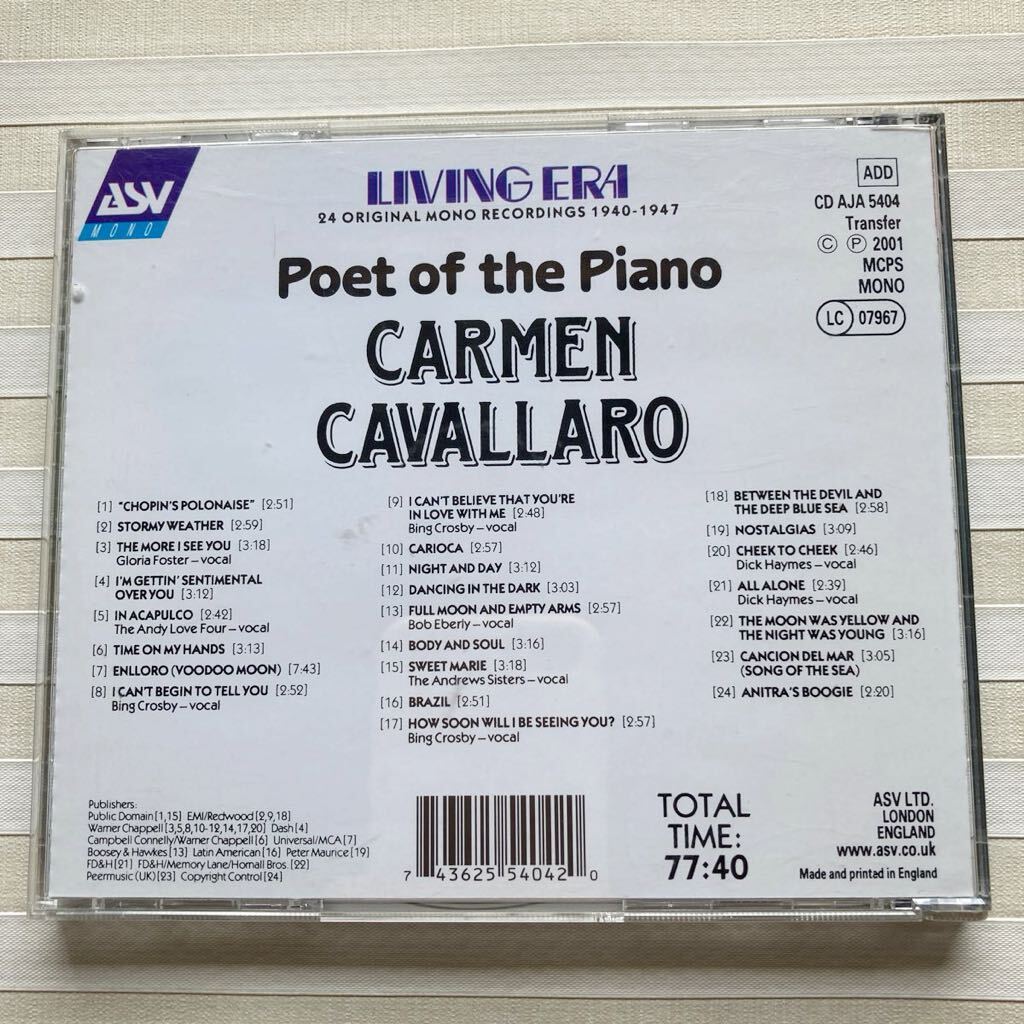 ASV
MONO
LIVING ERA
24 ORIGINAL MONO RECORDINGS 1940-1947
Poet of the Piano
CARMEN
CAVALLARO
ADD
CD AJA 5404
Transfer
© ℗ 2001
MCPS
MONO
LC 07967
[1] "CHOPIN'S POLONAISE" [2:51]
[2] STORMY WEATHER [2:59]
[3] THE MORE I SEE YOU [3:18]
Gloria Foster – vocal
[4] I'M GETTIN' SENTIMENTAL
OVER YOU [3:12]
[5] IN ACAPULCO [2:42]
The Andy Love Four – vocal
[6] TIME ON MY HANDS [3:13]
[7] ENLLORO (VOODOO MOON) [7:43]
[8] I CAN'T BEGIN TO TELL YOU [2:52]
Bing Crosby – vocal
[9] I CAN'T BELIEVE THAT YOU'RE
IN LOVE WITH ME [2:48]
Bing Crosby – vocal
[10] CARIOCA [2:57]
[11] NIGHT AND DAY [3:12]
[12] DANCING IN THE DARK [3:03]
[13] FULL MOON AND EMPTY ARMS [2:57]
Bob Eberly – vocal
[14] BODY AND SOUL [3:16]
[15] SWEET MARIE [3:18]
The Andrews Sisters – vocal
[16] BRAZIL [2:51]
[17] HOW SOON WILL I BE SEEING YOU? [2:57]
Bing Crosby – vocal
[18] BETWEEN THE DEVIL AND
THE DEEP BLUE SEA [2:58]
[19] NOSTALGIAS [3:09]
[20] CHEEK TO CHEEK [2:46]
Dick Haymes – vocal
[21] ALL ALONE [2:39]
Dick Haymes – vocal
[22] THE MOON WAS YELLOW AND
THE NIGHT WAS YOUNG [3:16]
[23] CANCION DEL MAR [3:05]
(SONG OF THE SEA)
[24] ANITRA'S BOOGIE [2:20]
Publishers:
Public Domain [1,15] EMI/Redwood [2,9,18]
Warner Chappell [3,5,8,10-12,14,17,20] Dash [4]
Campbell Connelly/Warner Chappell [6] Universal/MCA [7]
Boosey & Hawkes [13] Latin American [16] Peter Maurice [19]
FD&H [21] FD&H/Memory Lane/Homall Bros. [22]
Peermusic (UK) [23] Copyright Control [24]
7 43625 54042 0
TOTAL
TIME:
77:40
ASV LTD.
LONDON
ENGLAND
www.asv.co.uk
Made and printed in England